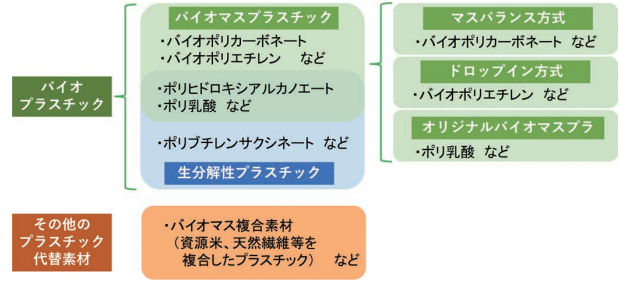 バイオ
プラスチック
バイオマスプラスチック
・バイオポリカーボネート
・バイオポリエチレン など
・ポリヒドロキシアルカノエート
・ポリ乳酸 など
・ポリブチレンサクシネート など
生分解性プラスチック
マスバランス方式
・バイオポリカーボネート など
ドロップイン方式
・バイオポリエチレン など
オリジナルバイオマスプラ
・ポリ乳酸 など
その他の
プラスチック
代替素材
・バイオマス複合素材
（資源米、天然繊維等を
複合したプラスチック） など